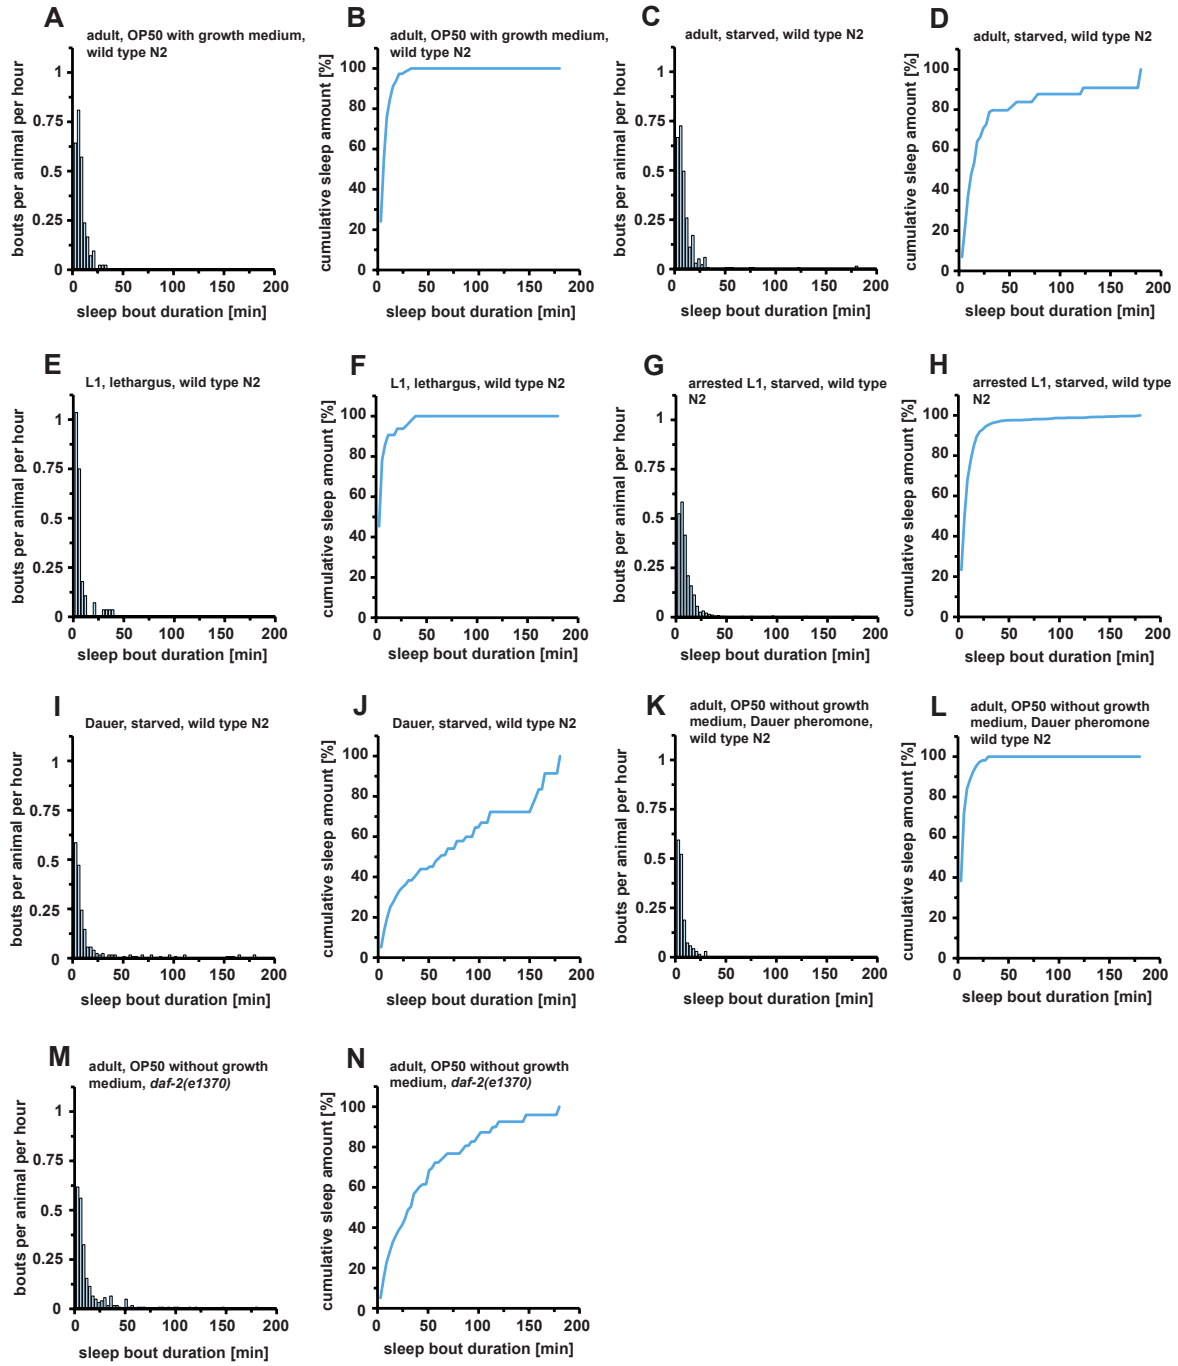 A
adult, OP50 with growth medium,
wild type N2
bouts per animal per hour
1
0.75
0.5
0.25
0
0 50 100 150 200
sleep bout duration [min]
B
adult, OP50 with growth medium,
wild type N2
cumulative sleep amount [%]
100
80
60
40
20
0
0 50 100 150 200
sleep bout duration [min]
C
adult, starved, wild type N2
bouts per animal per hour
1
0.75
0.5
0.25
0
0 50 100 150 200
sleep bout duration [min]
D
adult, starved, wild type N2
cumulative sleep amount [%]
100
80
60
40
20
0
0 50 100 150 200
sleep bout duration [min]
E
L1, lethargus, wild type N2
bouts per animal per hour
1
0.75
0.5
0.25
0
0 50 100 150 200
sleep bout duration [min]
F
L1, lethargus, wild type N2
cumulative sleep amount [%]
100
80
60
40
20
0
0 50 100 150 200
sleep bout duration [min]
G
arrested L1, starved, wild type
N2
bouts per animal per hour
1
0.75
0.5
0.25
0
0 50 100 150 200
sleep bout duration [min]
H
arrested L1, starved, wild type
N2
cumulative sleep amount [%]
100
80
60
40
20
0
0 50 100 150 200
sleep bout duration [min]
I
Dauer, starved, wild type N2
bouts per animal per hour
1
0.75
0.5
0.25
0
0 50 100 150 200
sleep bout duration [min]
J
Dauer, starved, wild type N2
cumulative sleep amount [%]
100
80
60
40
20
0
0 50 100 150 200
sleep bout duration [min]
K
adult, OP50 without growth
medium, Dauer pheromone,
wild type N2
bouts per animal per hour
1
0.75
0.5
0.25
0
0 50 100 150 200
sleep bout duration [min]
L
adult, OP50 without growth
medium, Dauer pheromone
wild type N2
cumulative sleep amount [%]
100
80
60
40
20
0
0 50 100 150 200
sleep bout duration [min]
M
adult, OP50 without growth
medium, daf-2(e1370)
bouts per animal per hour
1
0.75
0.5
0.25
0
0 50 100 150 200
sleep bout duration [min]
N
adult, OP50 without growth
medium, daf-2(e1370)
cumulative sleep amount [%]
100
80
60
40
20
0
0 50 100 150 200
sleep bout duration [min]